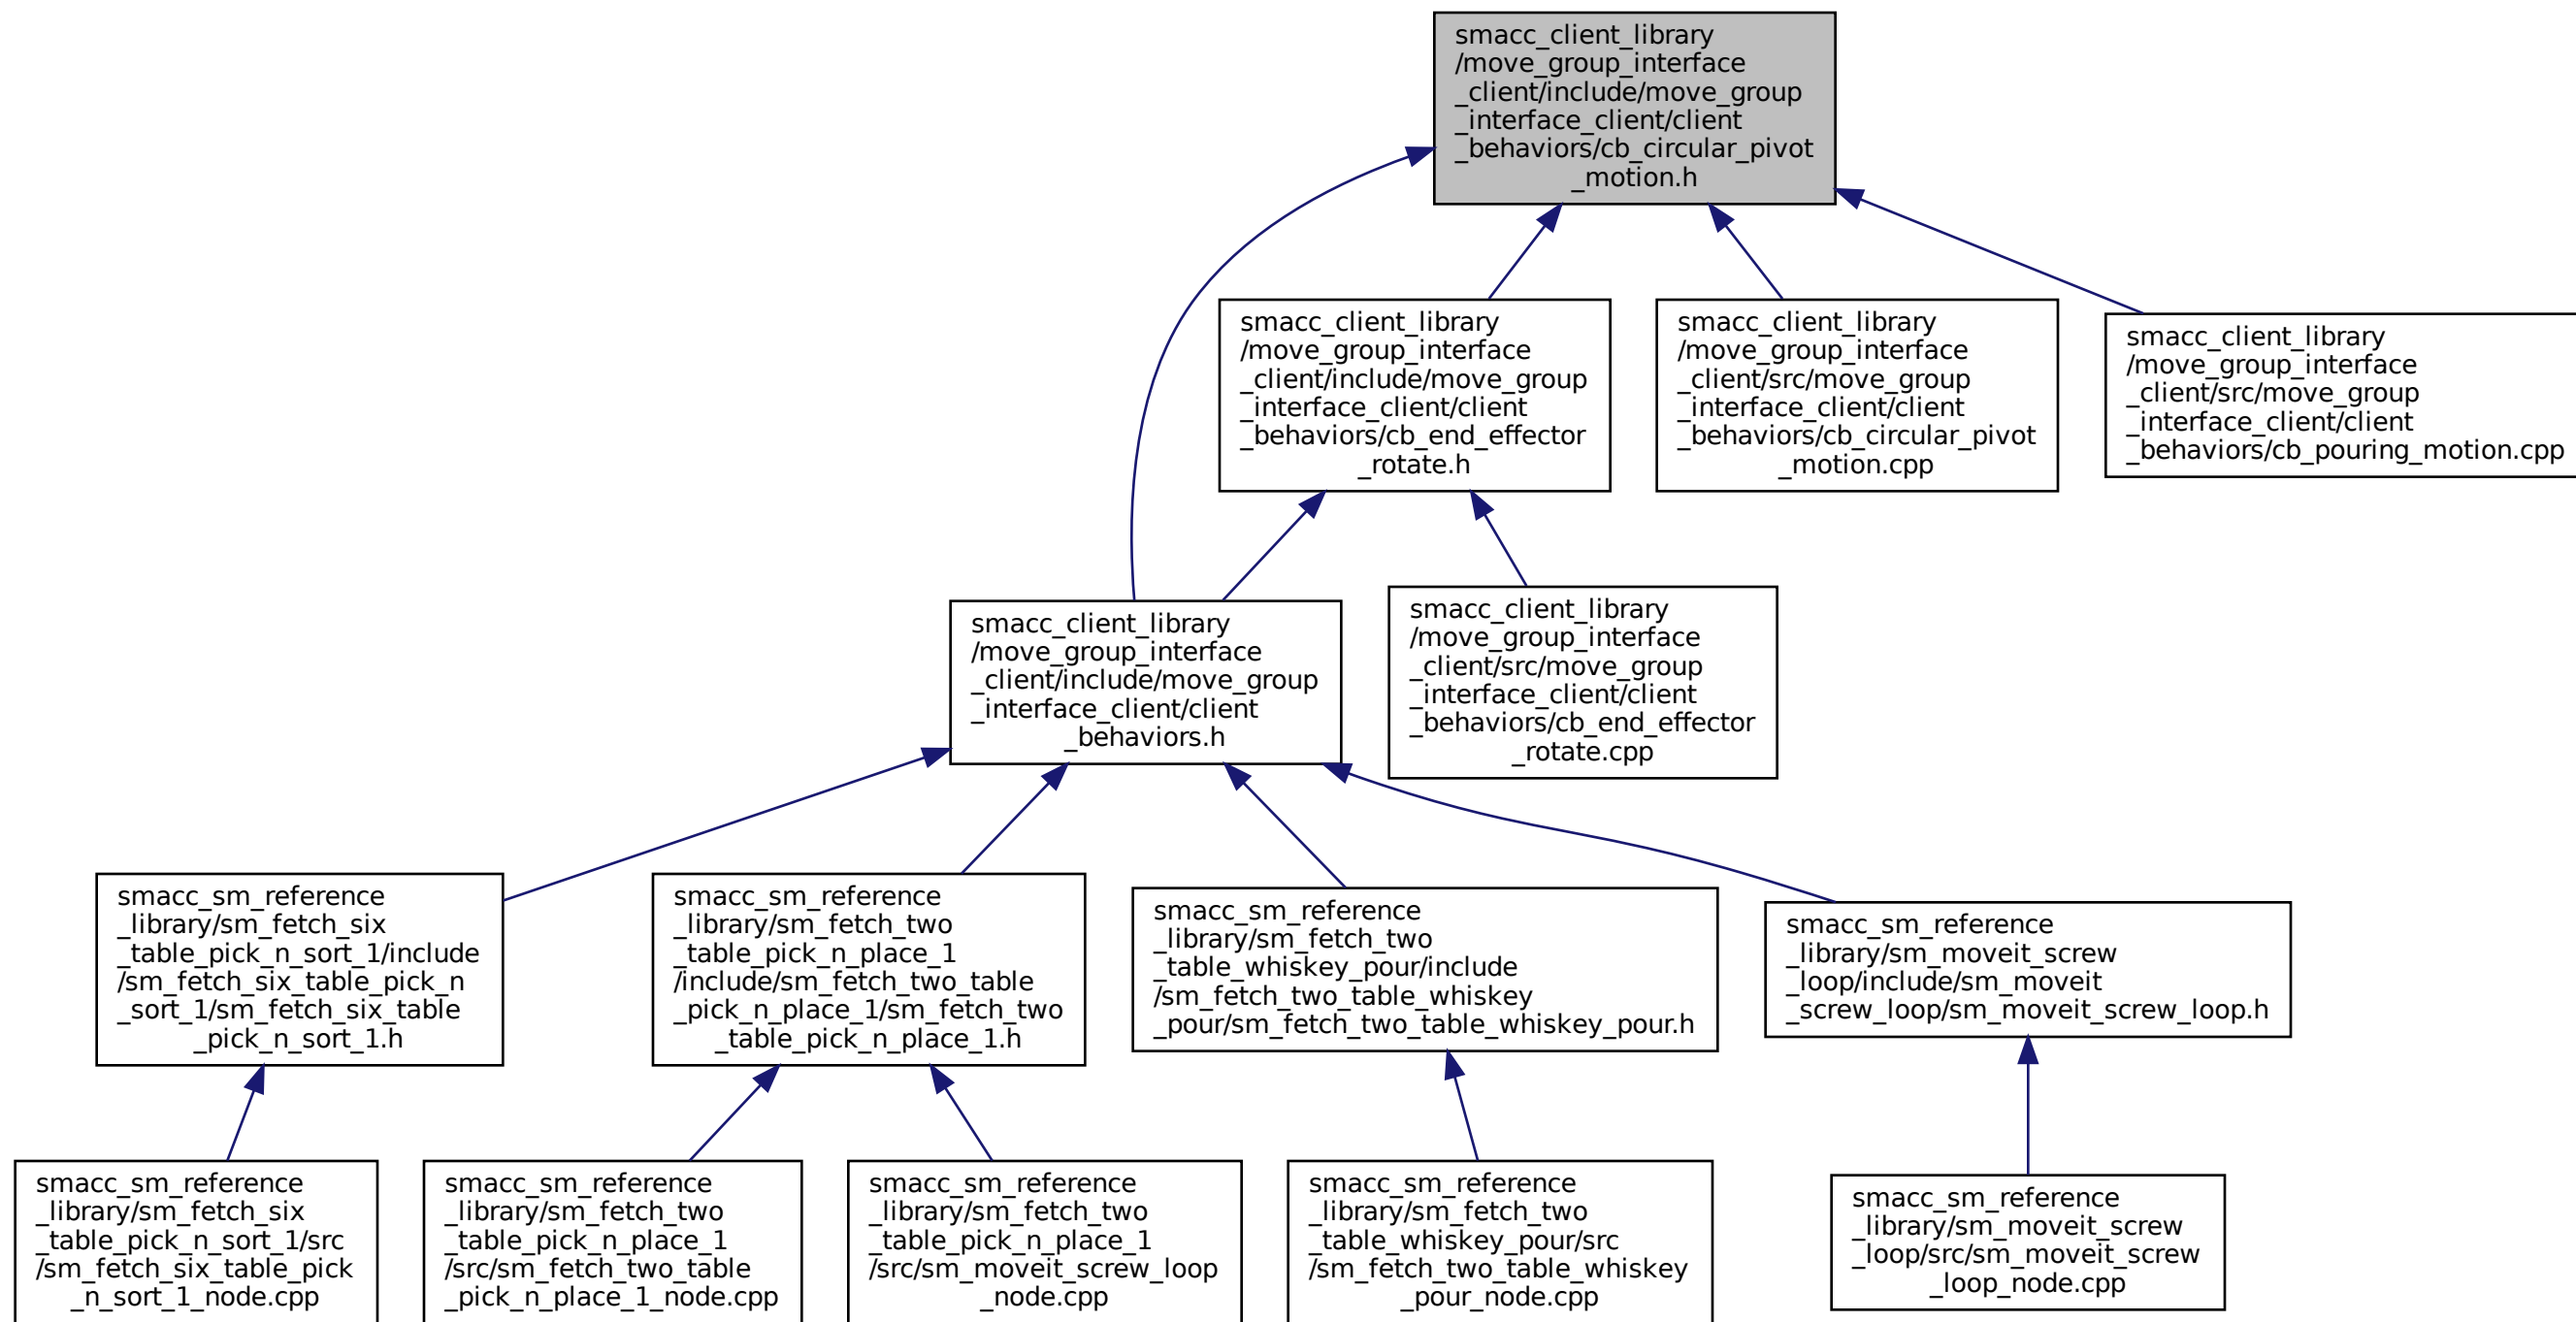 smacc_client_library
/move_group_interface
_client/include/move_group
_interface_client/client
_behaviors/cb_circular_pivot
_motion.h
smacc_client_library
/move_group_interface
_client/include/move_group
_interface_client/client
_behaviors/cb_end_effector
_rotate.h
smacc_client_library
/move_group_interface
_client/src/move_group
_interface_client/client
_behaviors/cb_circular_pivot
_motion.cpp
smacc_client_library
/move_group_interface
_client/src/move_group
_interface_client/client
_behaviors/cb_pouring_motion.cpp
smacc_client_library
/move_group_interface
_client/include/move_group
_interface_client/client
_behaviors.h
smacc_client_library
/move_group_interface
_client/src/move_group
_interface_client/client
_behaviors/cb_end_effector
_rotate.cpp
smacc_sm_reference
_library/sm_fetch_six
_table_pick_n_sort_1/include
/sm_fetch_six_table_pick_n
_sort_1/sm_fetch_six_table
_pick_n_sort_1.h
smacc_sm_reference
_library/sm_fetch_two
_table_pick_n_place_1
/include/sm_fetch_two_table
_pick_n_place_1/sm_fetch_two
_table_pick_n_place_1.h
smacc_sm_reference
_library/sm_fetch_two
_table_whiskey_pour/include
/sm_fetch_two_table_whiskey
_pour/sm_fetch_two_table_whiskey_pour.h
smacc_sm_reference
_library/sm_moveit_screw
_loop/include/sm_moveit
_screw_loop/sm_moveit_screw_loop.h
smacc_sm_reference
_library/sm_fetch_six
_table_pick_n_sort_1/src
/sm_fetch_six_table_pick
_n_sort_1_node.cpp
smacc_sm_reference
_library/sm_fetch_two
_table_pick_n_place_1
/src/sm_fetch_two_table
_pick_n_place_1_node.cpp
smacc_sm_reference
_library/sm_fetch_two
_table_pick_n_place_1
/src/sm_moveit_screw_loop
_node.cpp
smacc_sm_reference
_library/sm_fetch_two
_table_whiskey_pour/src
/sm_fetch_two_table_whiskey
_pour_node.cpp
smacc_sm_reference
_library/sm_moveit_screw
_loop/src/sm_moveit_screw
_loop_node.cpp